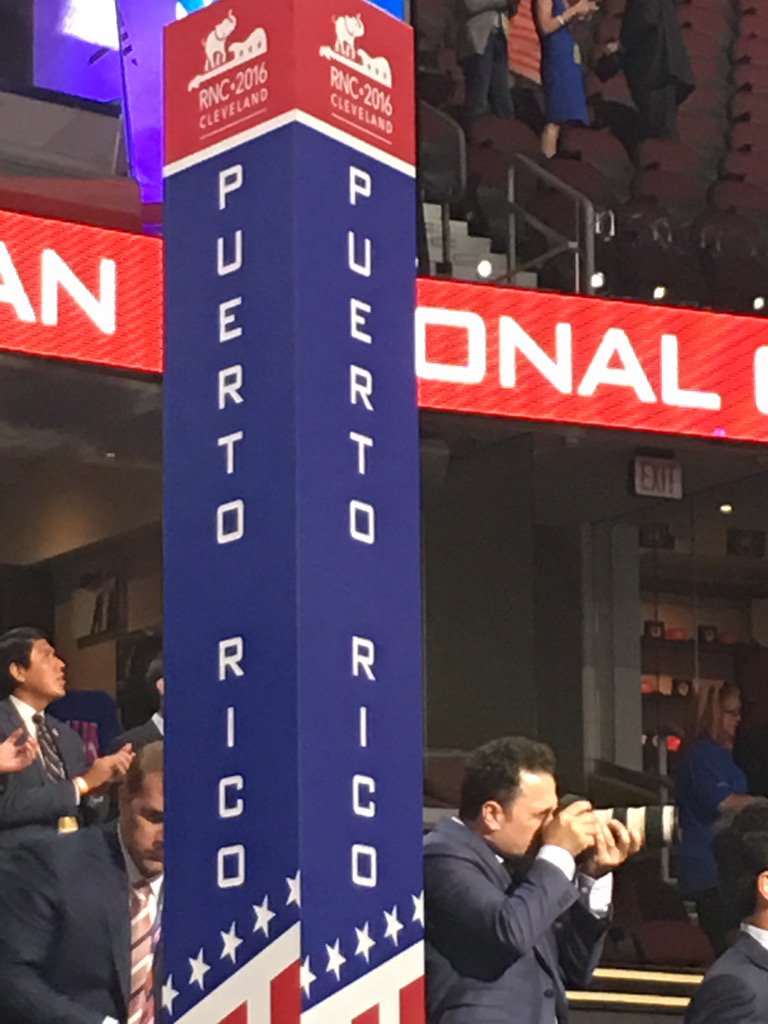 RNC•2016
CLEVELAND
RNC•2016
CLEVELAND
PUERTO RICO
PUERTO RICO
AN
ONAL
EXIT